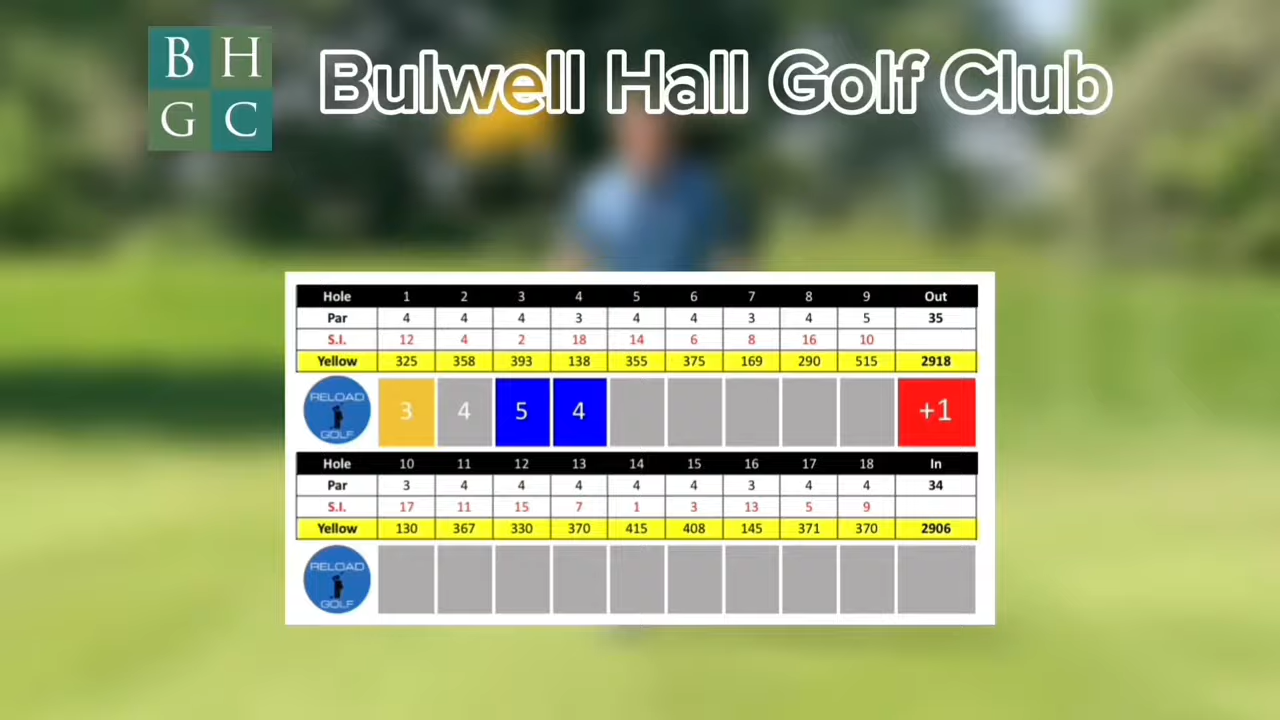 BH
GC
Bulwell Hall Golf Club
Hole 1 2 3 4 5 6 7 8 9 Out
Par 4 4 4 3 4 4 3 4 5 35
S.I. 12 4 2 18 14 6 8 16 10
Yellow 325 358 393 138 355 375 169 290 515 2918
RELOAD
GOLF
3 4 5 4 +1
Hole 10 11 12 13 14 15 16 17 18 In
Par 3 4 4 4 4 4 3 4 4 34
S.I. 17 11 15 7 1 3 13 5 9
Yellow 130 367 330 370 415 408 145 371 370 2906
RELOAD
GOLF